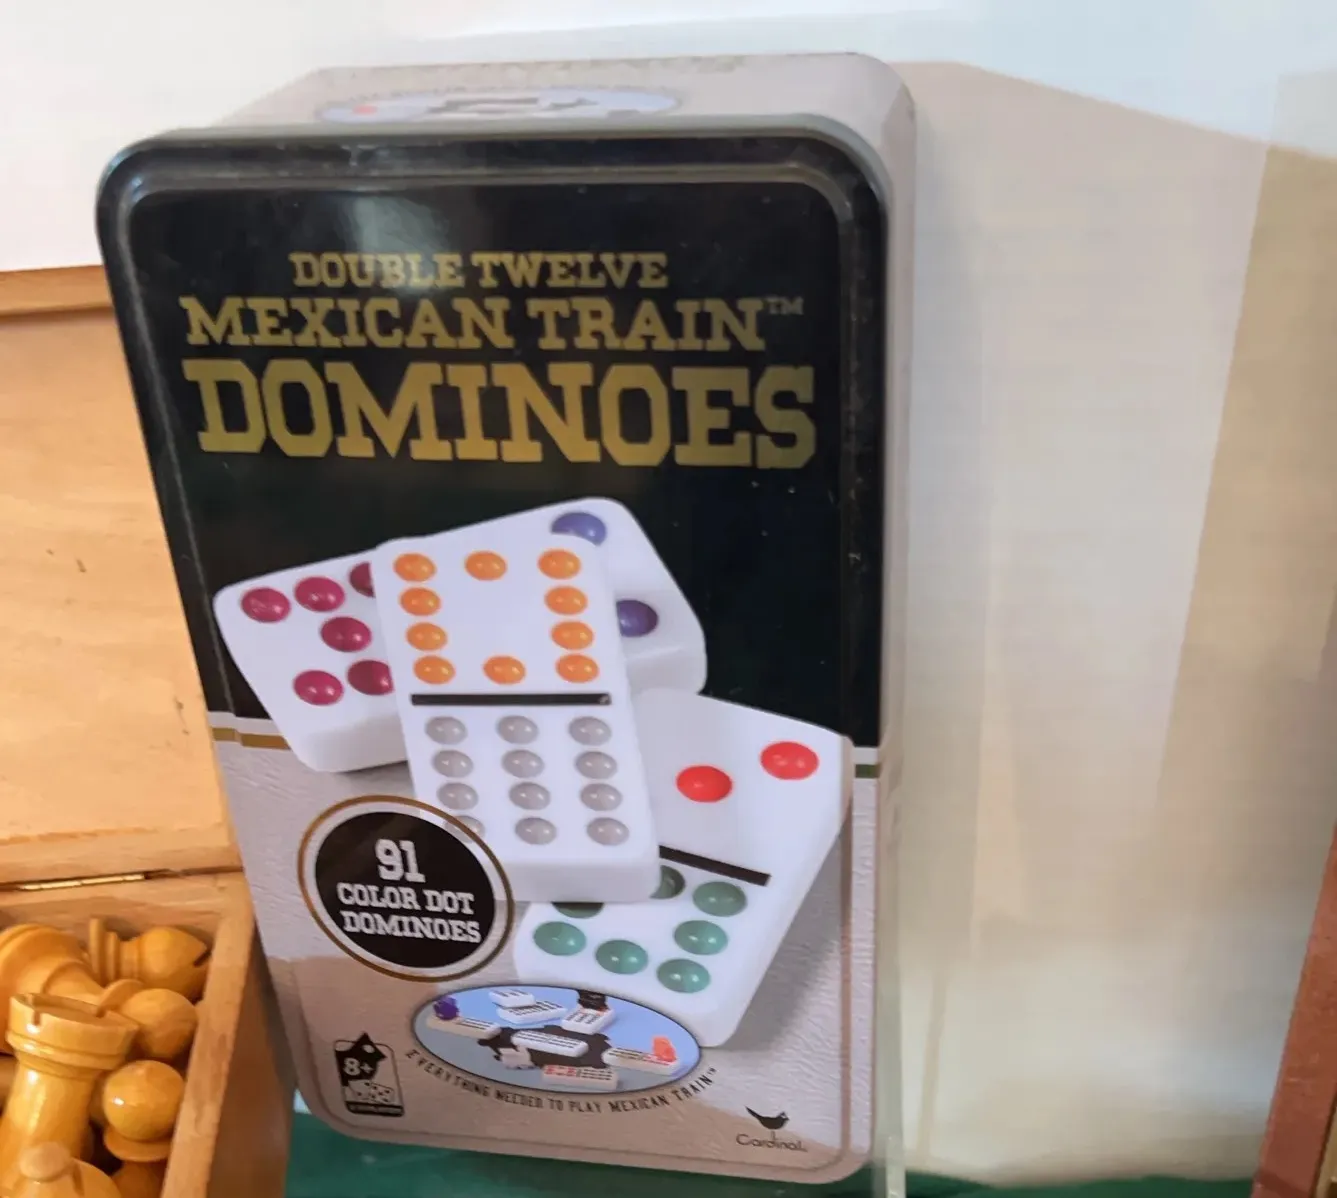 DOUBLE TWELVE
MEXICAN TRAIN™
DOMINOES
91
COLOR DOT
DOMINOES
8+
EVERYTHING NEEDED TO PLAY MEXICAN TRAIN™
Cardinal